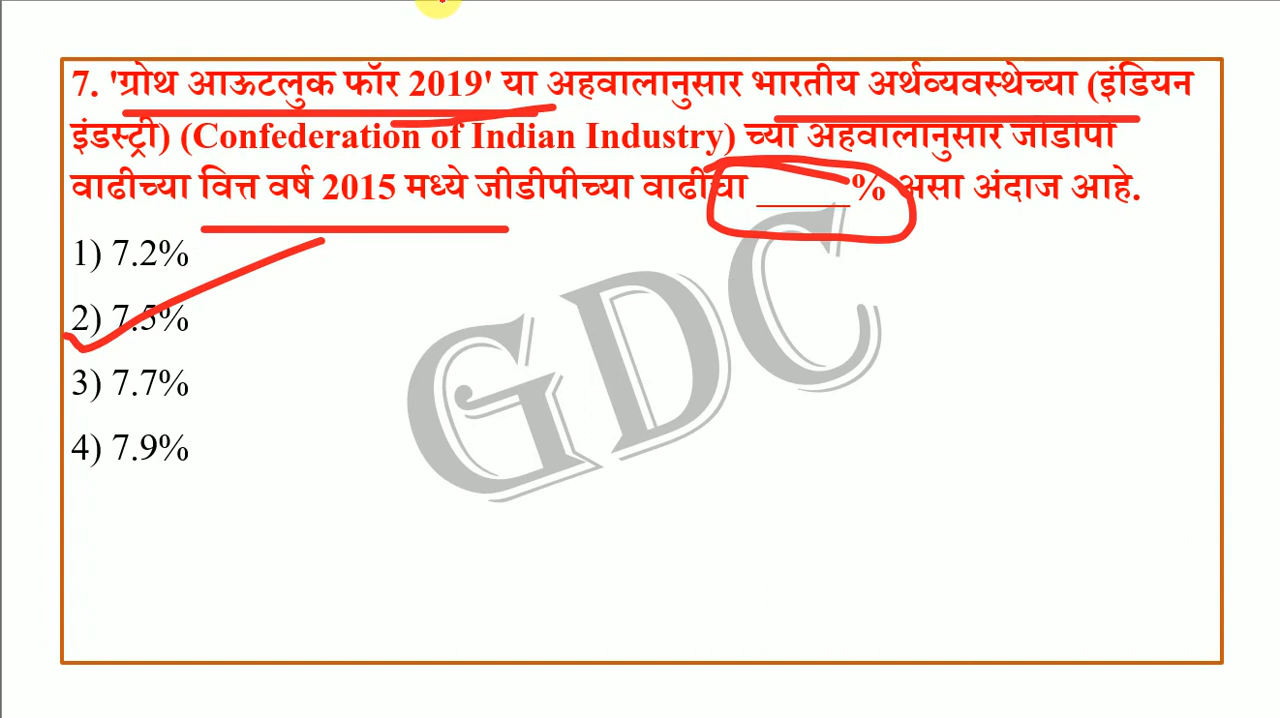 7. 'ग्रोथ आऊटलुक फॉर 2019' या अहवालानुसार भारतीय अर्थव्यवस्थेच्या (इंडियन
इंडस्ट्री) (Confederation of Indian Industry) च्या अहवालानुसार जीडीपी
वाढीच्या वित्त वर्ष 2015 मध्ये जीडीपीच्या वाढीचा ______% असा अंदाज आहे.
1) 7.2%
2) 7.5%
3) 7.7%
4) 7.9%
GDC